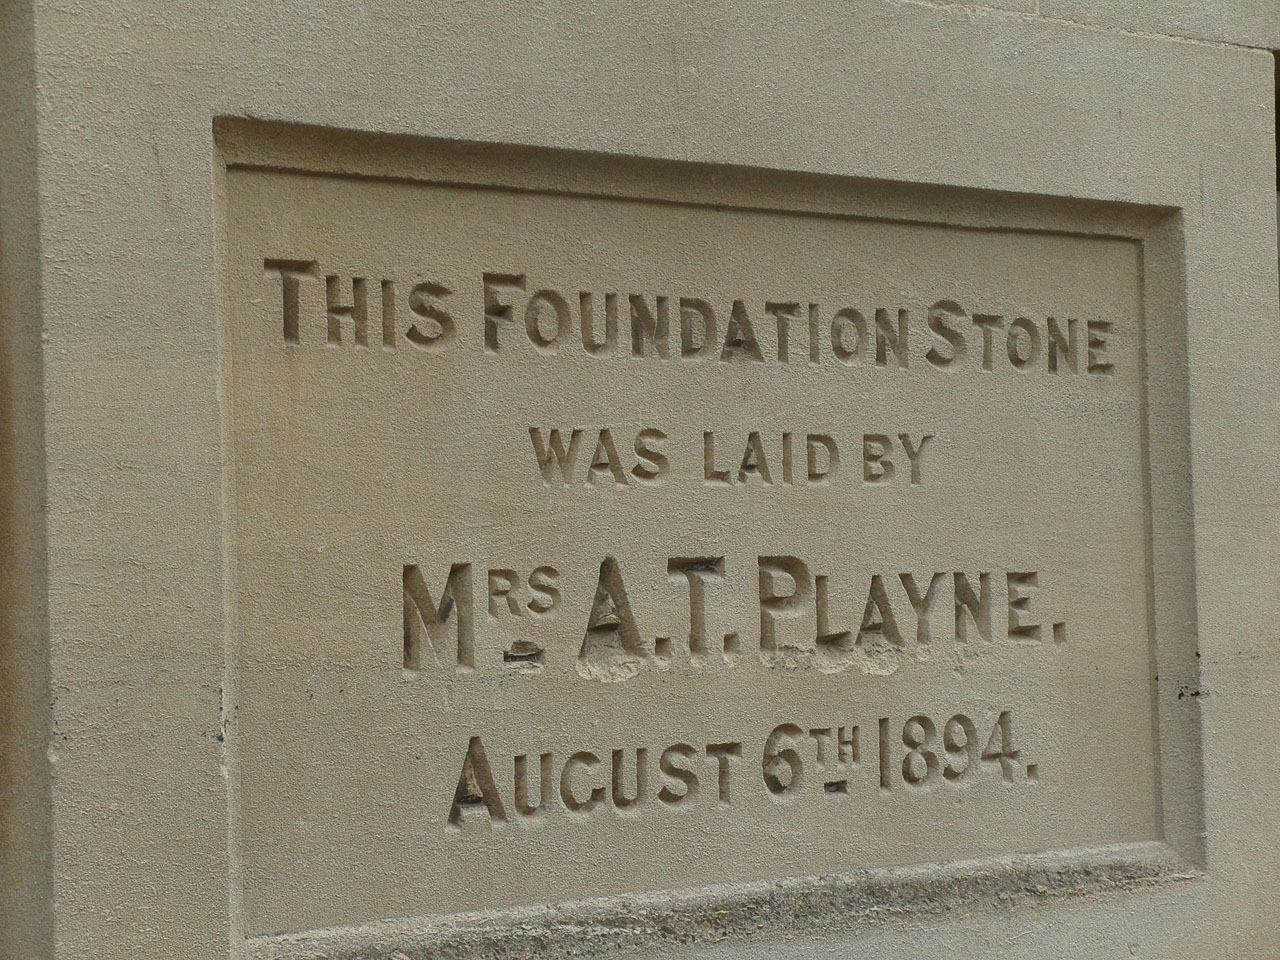 THIS FOUNDATION STONE
WAS LAID BY
MRS A.T. PLAYNE.
AUGUST 6TH 1894.